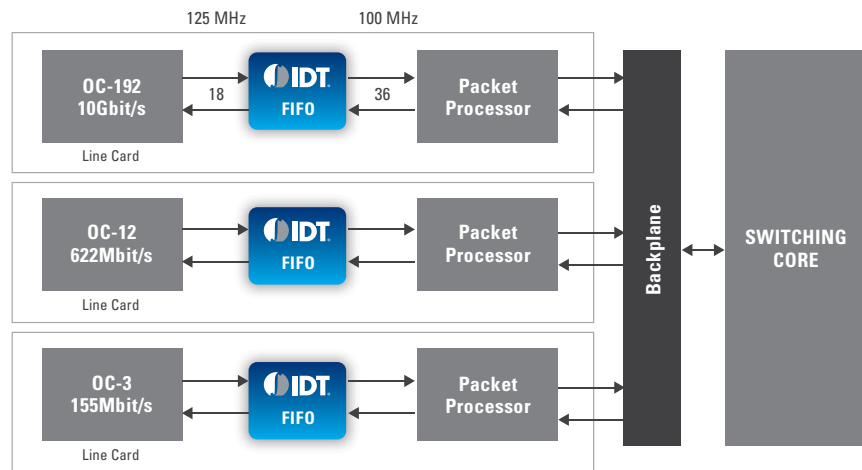 125 MHz
100 MHz
OC-192
10Gbit/s
18
IDT.
FIFO
36
Packet
Processor
Line Card
OC-12
622Mbit/s
IDT.
FIFO
Packet
Processor
Line Card
OC-3
155Mbit/s
IDT.
FIFO
Packet
Processor
Line Card
Backplane
SWITCHING
CORE